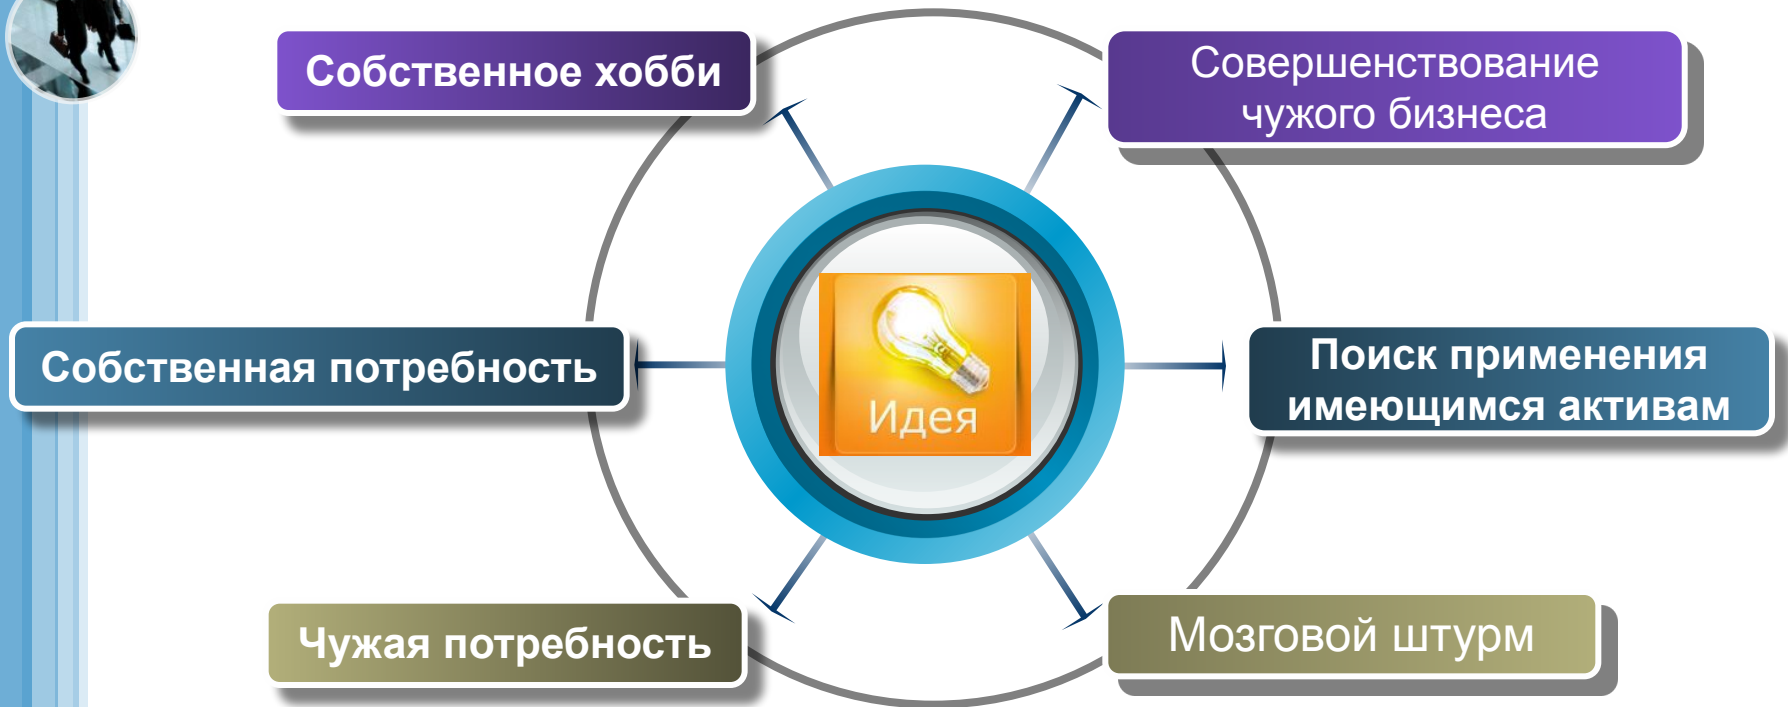 Собственное хобби
Совершенствование
чужого бизнеса
Собственная потребность
Идея
Поиск применения
имеющимся активам
Чужая потребность
Мозговой штурм